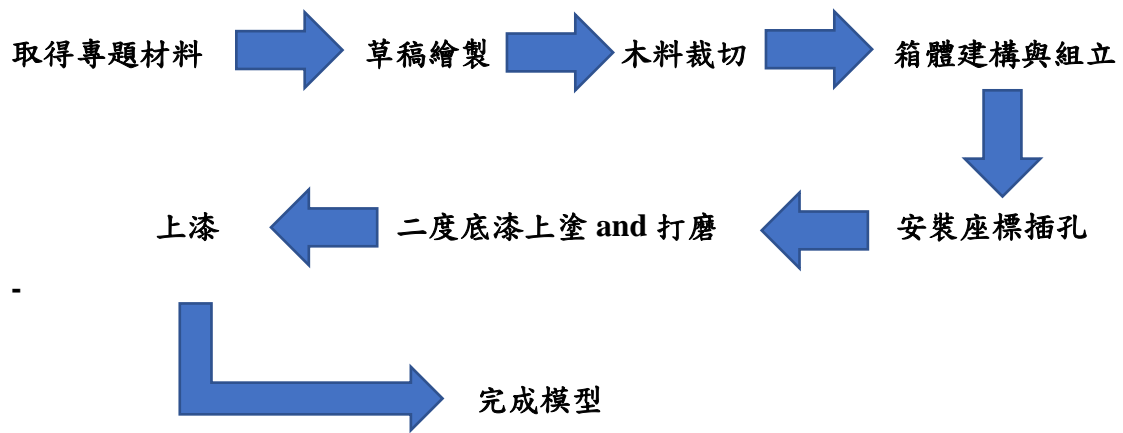 取得專題材料 草稿繪製 木料裁切 箱體建構與組立
上漆 二度底漆上塗 and 打磨 安裝座標插孔
-
完成模型